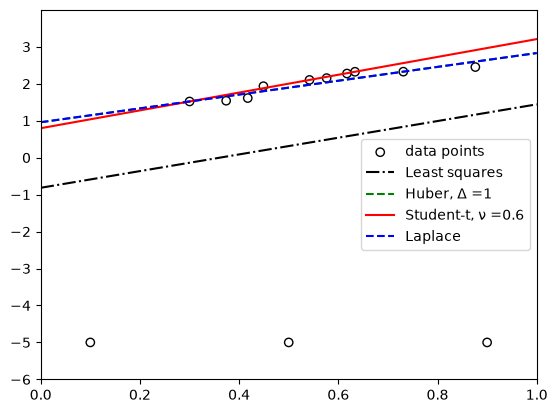 3
2
1
0
−1
−2
−3
−4
−5
−6
0.0 0.2 0.4 0.6 0.8 1.0
data points
Least squares
Huber, Δ =1
Student-t, ν =0.6
Laplace